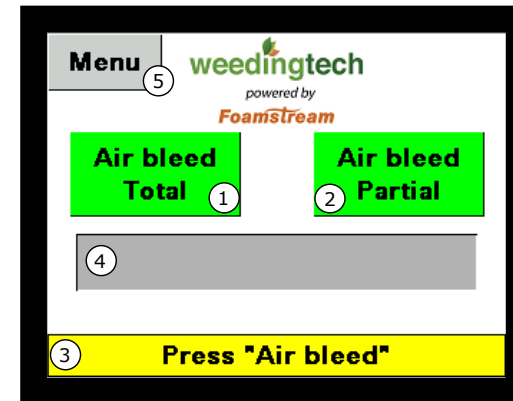 Menu
5
weedingtech
powered by
Foamstream
Air bleed
Total
1
Air bleed
Partial
2
4
3
Press "Air bleed"